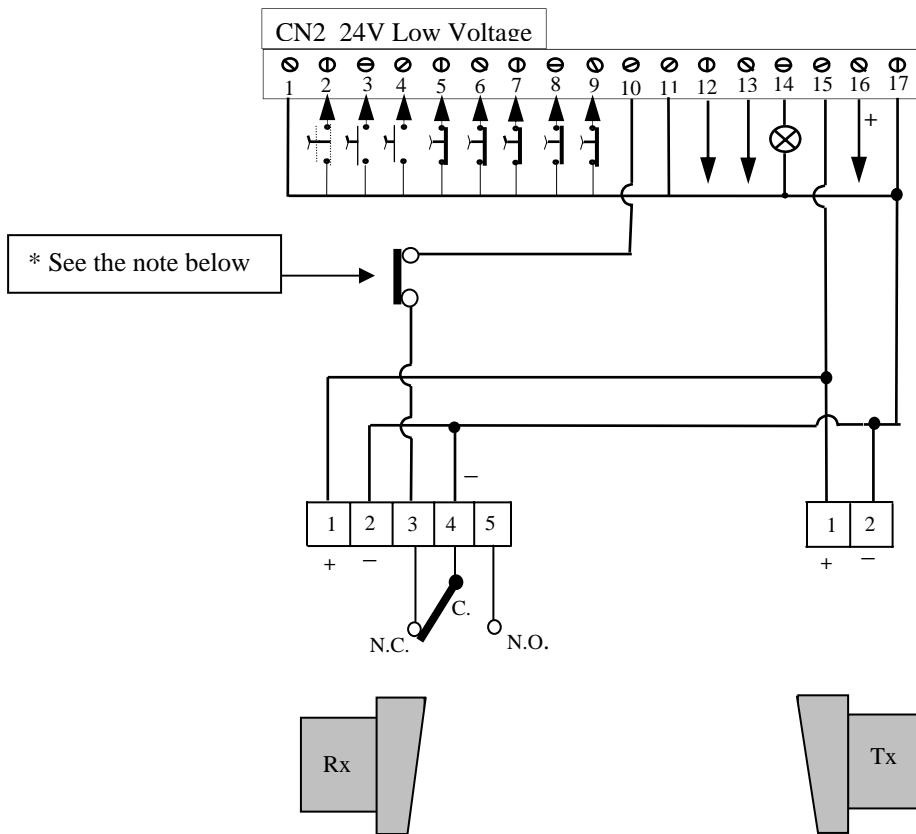 CN2 24V Low Voltage
1 2 3 4 5 6 7 8 9 10 11 12 13 14 15 16 17
+
* See the note below
–
1 2 3 4 5
1 2
+ –
+ –
C.
N.C.
N.O.
Rx
Tx